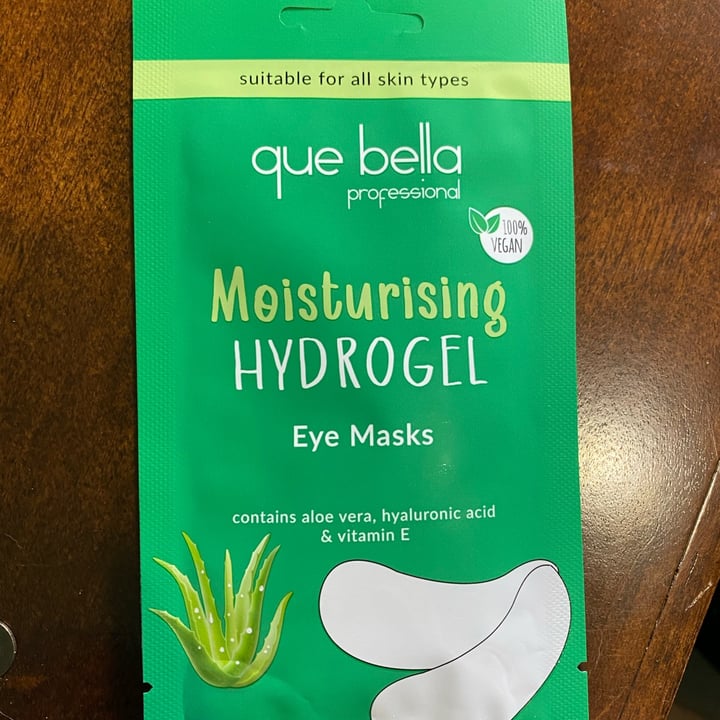 suitable for all skin types
que bella
professional
100%
VEGAN
Moisturising
HYDROGEL
Eye Masks
contains aloe vera, hyaluronic acid
& vitamin E